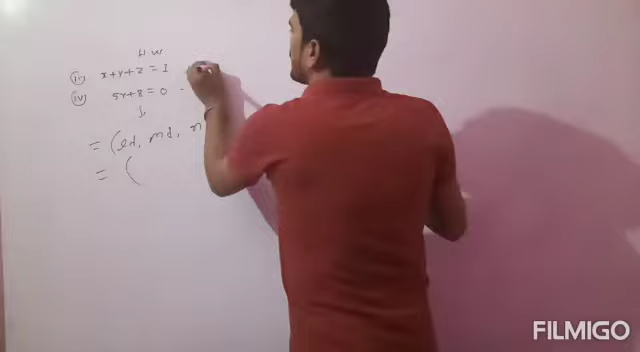 H.W
(iii) x+y+z = 1
(iv) 5y+8 = 0 -
= (ld, md, n
= (
FILMIGO